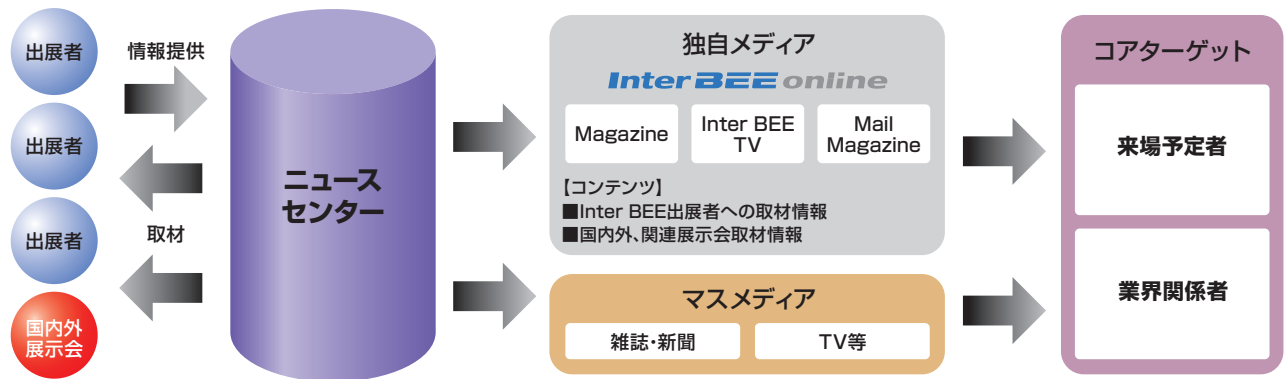 出展者
出展者
出展者
国内外
展示会
情報提供
取材
ニュース
センター
独自メディア
Inter BEE online
Magazine
Inter BEE
TV
Mail
Magazine
【コンテンツ】
■Inter BEE出展者への取材情報
■国内外、関連展示会取材情報
マスメディア
雑誌・新聞
TV等
コアターゲット
来場予定者
業界関係者